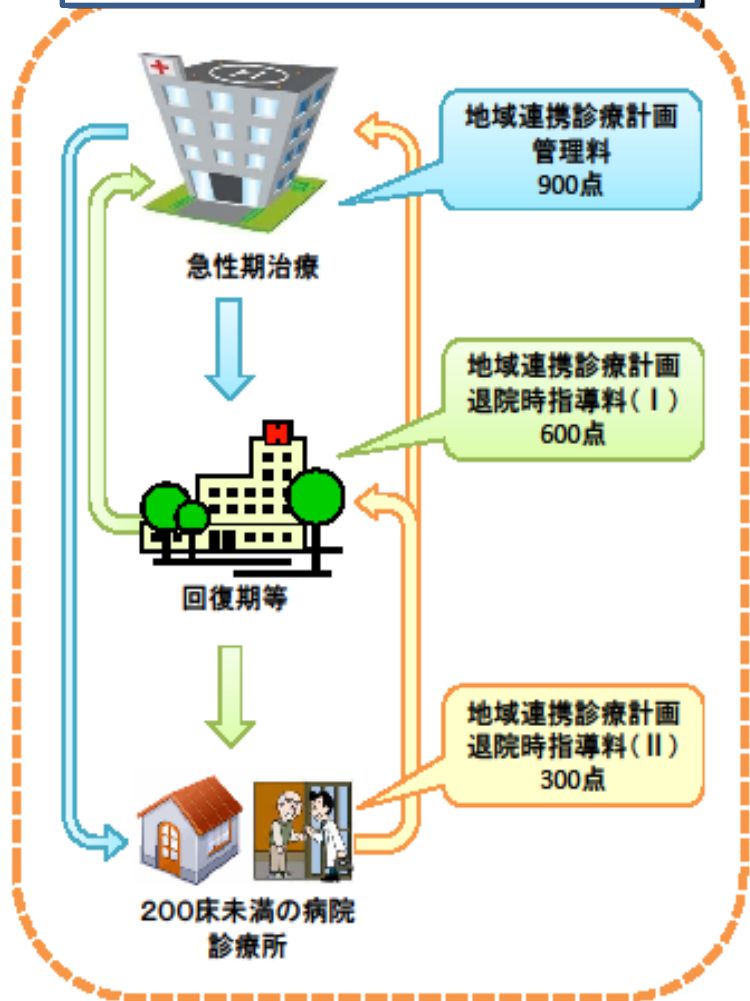 地域連携診療計画
管理料
900点
急性期治療
地域連携診療計画
退院時指導料(Ⅰ)
600点
H
回復期等
地域連携診療計画
退院時指導料(Ⅱ)
300点
200床未満の病院
診療所